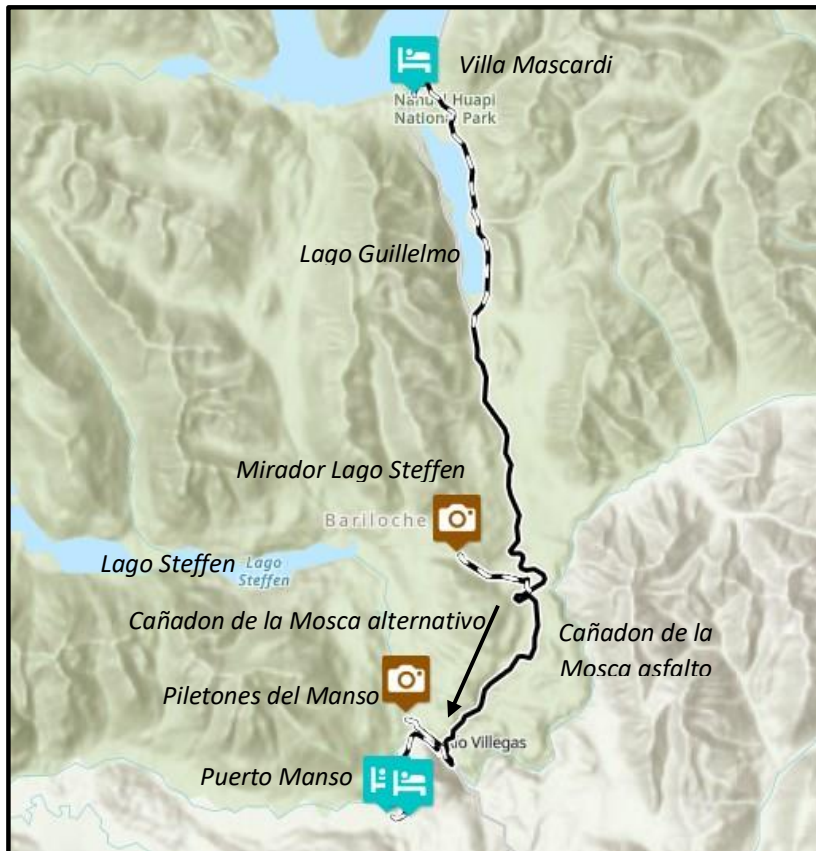 Villa Mascardi
Nahuel Huapi
National Park
Lago Guillelmo
Mirador Lago Steffen
Bariloche
Lago Steffen
Lago
Steffen
Cañadon de la Mosca alternativo
Cañadon de la
Mosca asfalto
Piletones del Manso
Rio Villegas
Puerto Manso